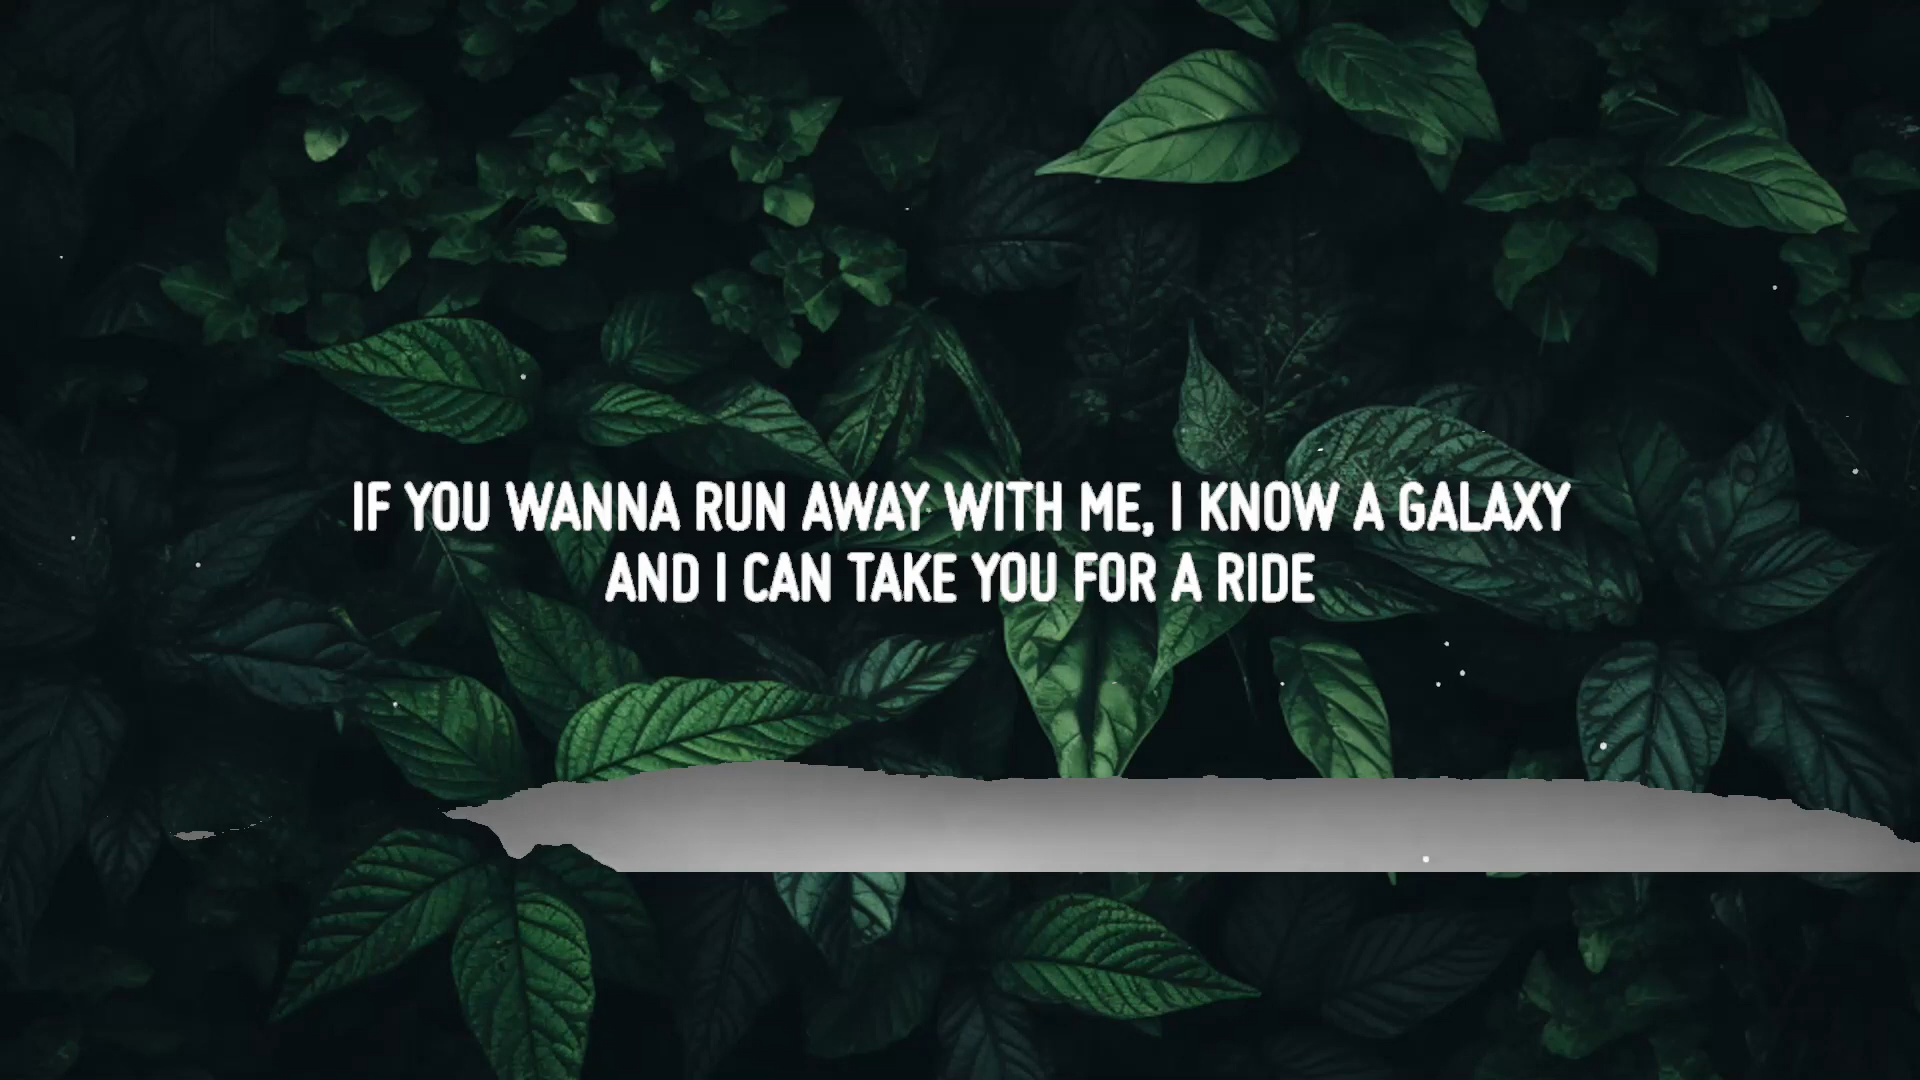 IF YOU WANNA RUN AWAY WITH ME, I KNOW A GALAXY
AND I CAN TAKE YOU FOR A RIDE